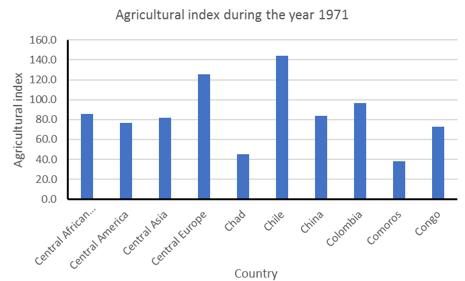 Agricultural index during the year 1971
160.0
140.0
120.0
100.0
80.0
60.0
40.0
20.0
0.0
Agricultural index
Central African...
Central America
Central Asia
Central Europe
Chad
Chile
China
Colombia
Comoros
Congo
Country